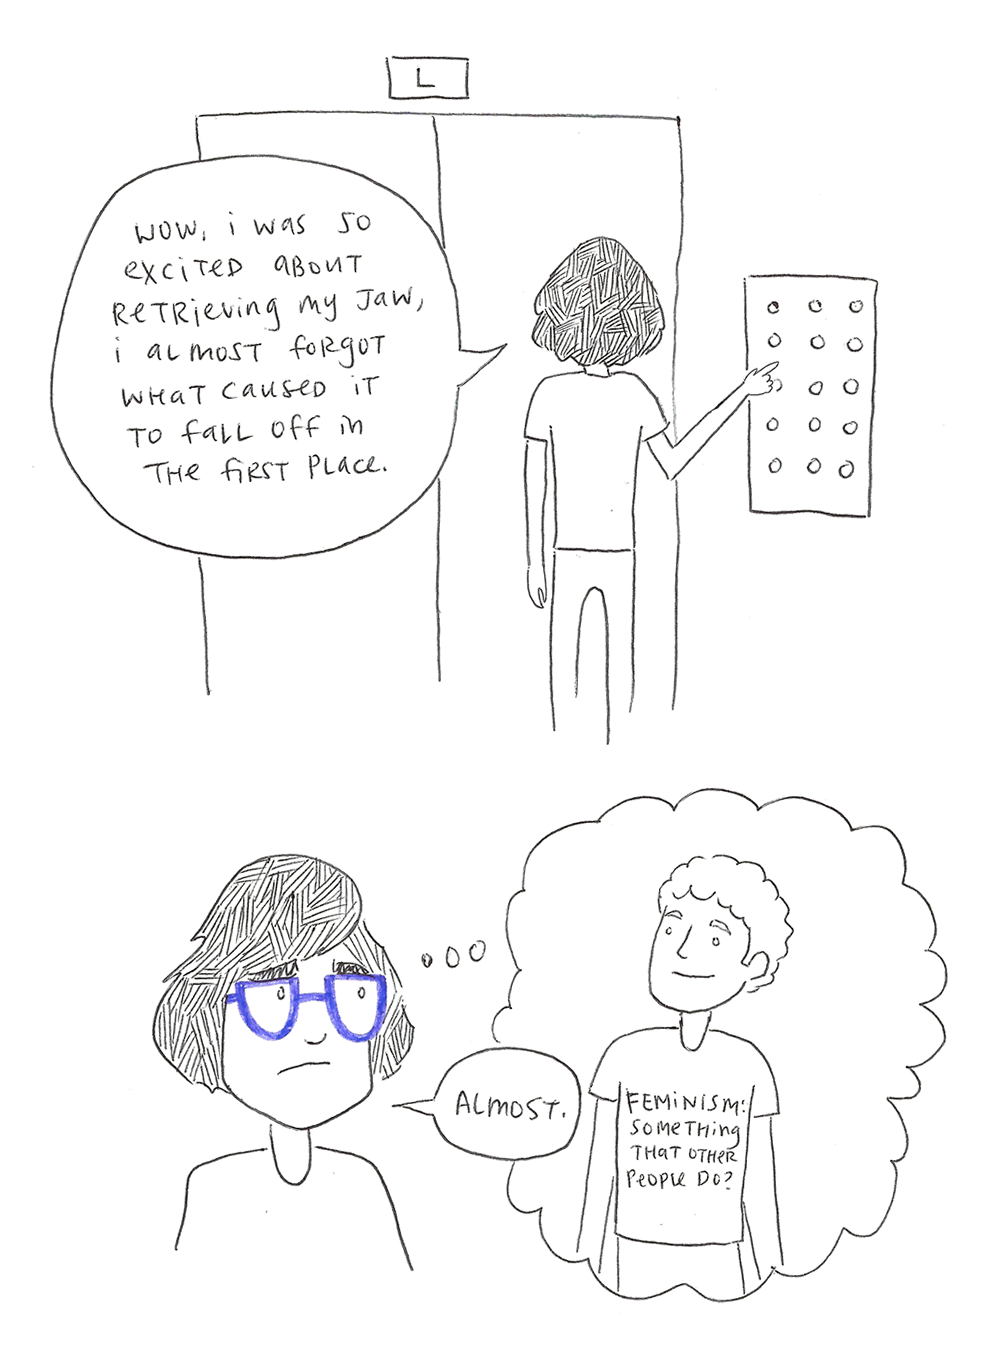 L
WOW, i was so
excited about
retrieving my jaw,
i almost forgot
what caused it
to fall off in
the first place.
ALMOST.
FEMINISM:
SOMETHING
THAT OTHER
PEOPLE DO?